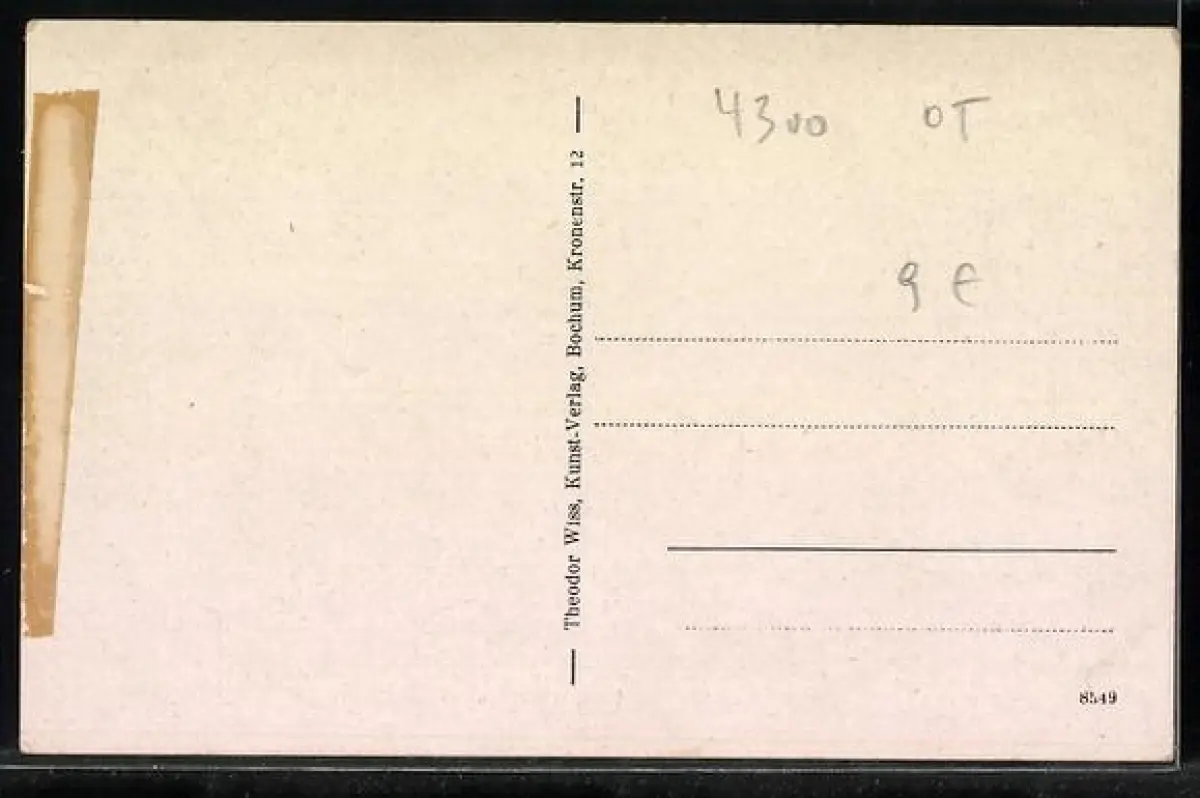 Theodor Wiss, Kunst-Verlag, Bochum, Kronenstr. 12
4300 OT
9 €
8549